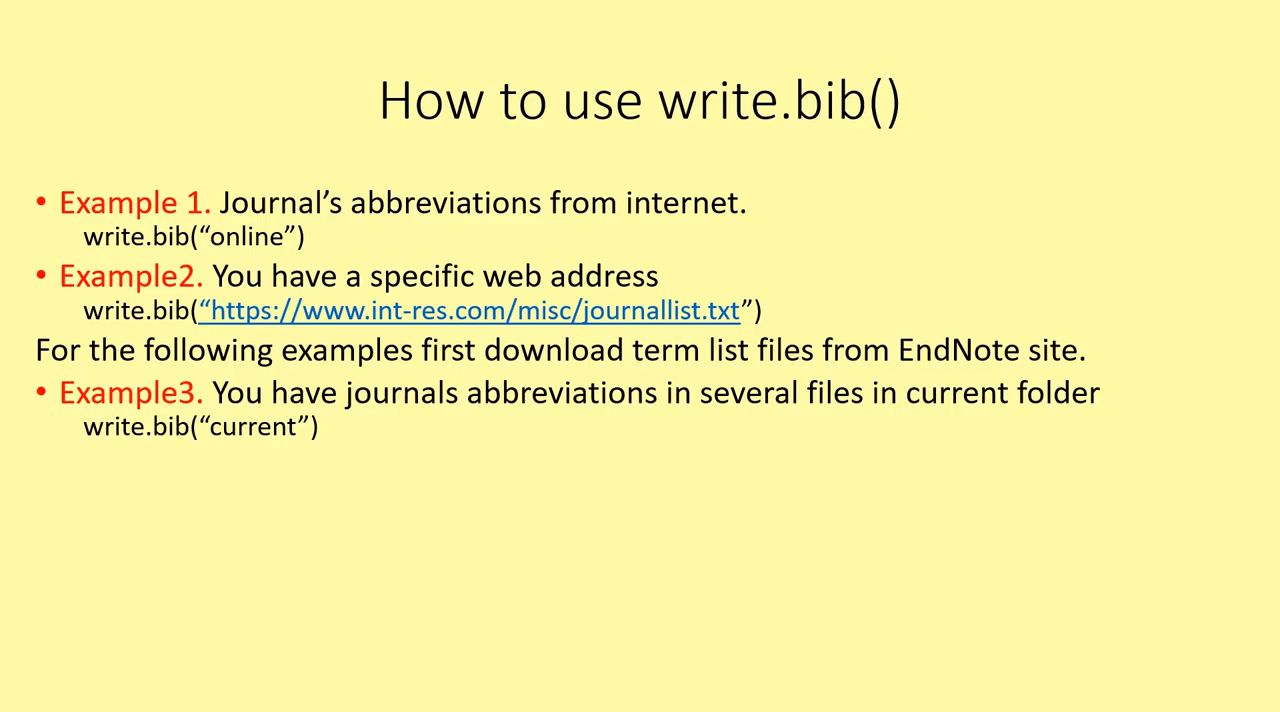 How to use write.bib()
• Example 1. Journal’s abbreviations from internet.
write.bib(“online”)
• Example2. You have a specific web address
write.bib(“https://www.int-res.com/misc/journallist.txt”)
For the following examples first download term list files from EndNote site.
• Example3. You have journals abbreviations in several files in current folder
write.bib(“current”)